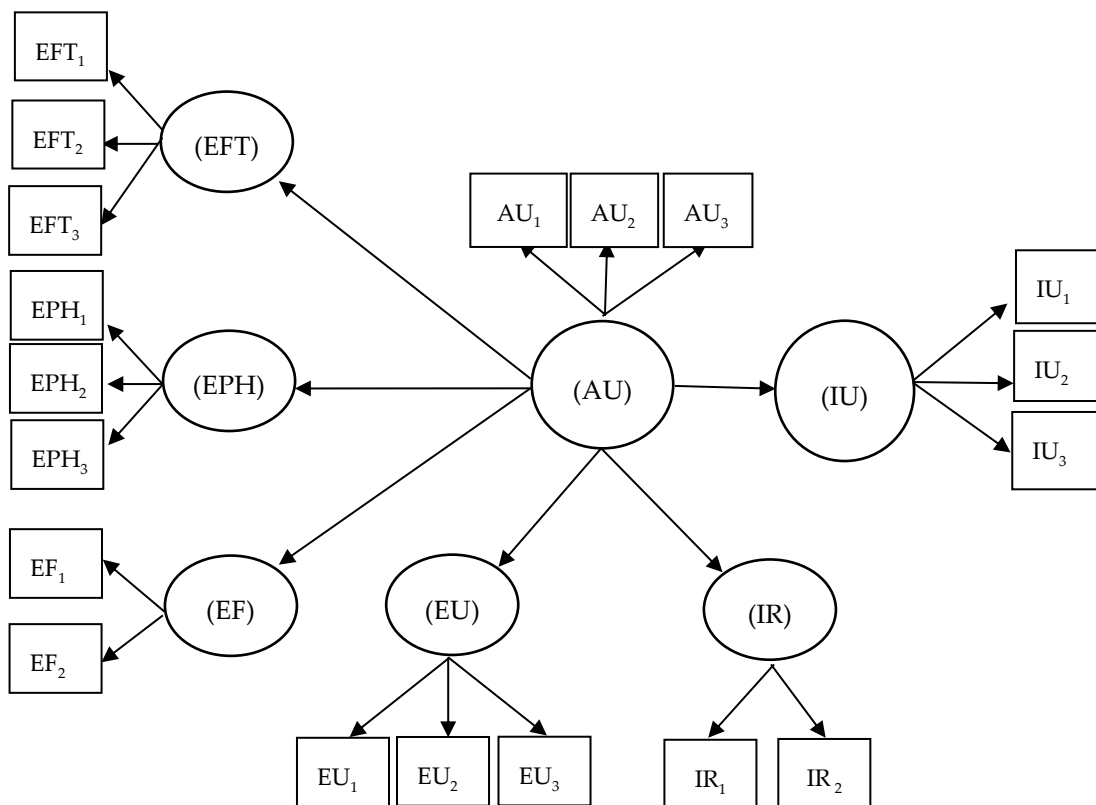 EFT₁
EFT₂
EFT₃
(EFT)
AU₁
AU₂
AU₃
EPH₁
EPH₂
EPH₃
(EPH)
(AU)
(IU)
IU₁
IU₂
IU₃
EF₁
EF₂
(EF)
(EU)
(IR)
EU₁
EU₂
EU₃
IR₁
IR₂